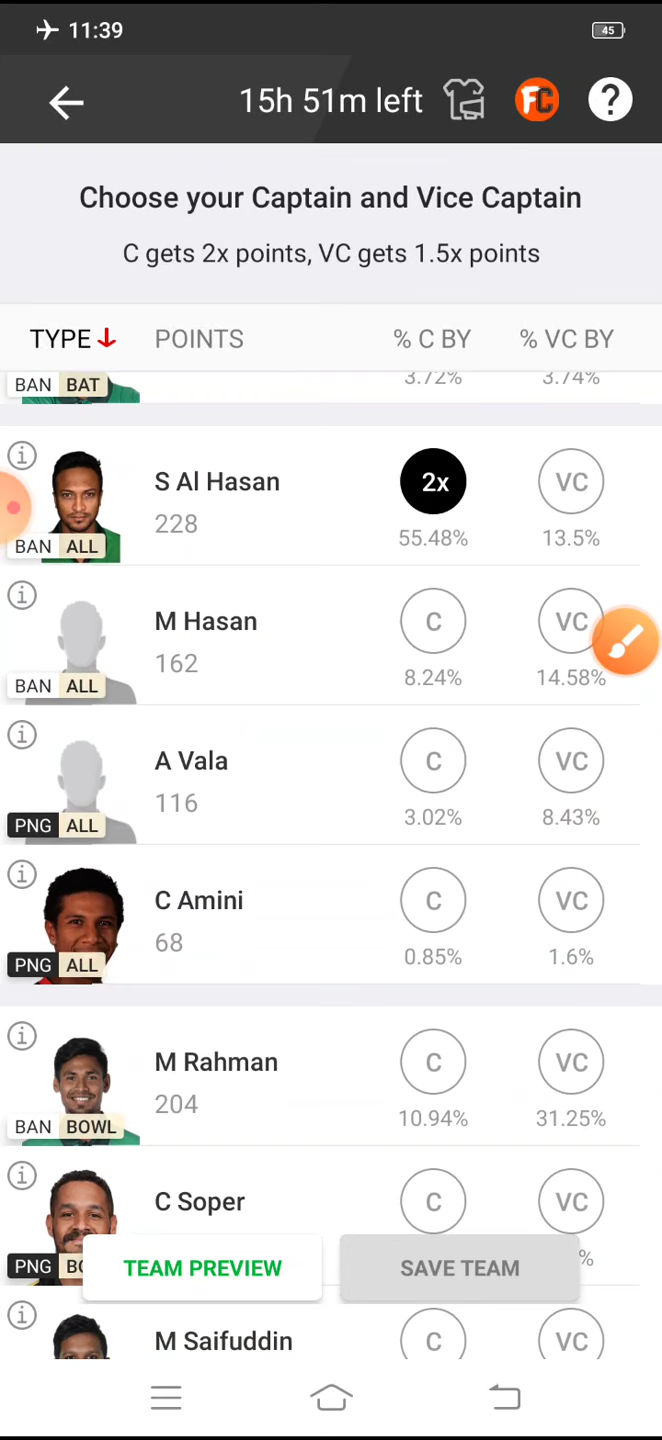 11:39
45
15h 51m left
FC
?
Choose your Captain and Vice Captain
C gets 2x points, VC gets 1.5x points
TYPE POINTS % C BY % VC BY
3.72% 3.74%
BAN BAT
S Al Hasan 2x VC
228 55.48% 13.5%
BAN ALL
M Hasan C VC
162 8.24% 14.58%
BAN ALL
A Vala C VC
116 3.02% 8.43%
PNG ALL
C Amini C VC
68 0.85% 1.6%
PNG ALL
M Rahman C VC
204 10.94% 31.25%
BAN BOWL
C Soper C VC
%
PNG
TEAM PREVIEW SAVE TEAM
M Saifuddin C VC